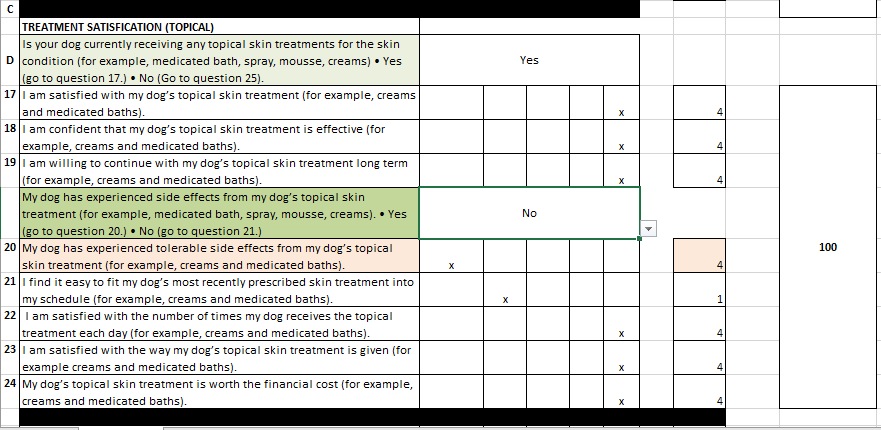 C
TREATMENT SATISIFICATION (TOPICAL)
Is your dog currently receiving any topical skin treatments for the skin
D condition (for example, medicated bath, spray, mousse, creams) • Yes Yes
(go to question 17.) • No (Go to question 25).
17 I am satisfied with my dog's topical skin treatment (for example, creams
and medicated baths). x 4
18 I am confident that my dog's topical skin treatment is effective (for
example, creams and medicated baths). x 4
19 I am willing to continue with my dog's topical skin treatment long term
(for example, creams and medicated baths). x 4
My dog has experienced side effects from my dog's topical skin
treatment (for example, medicated bath, spray, mousse, creams). • Yes No
(go to question 20.) • No (go to question 21.)
20 My dog has experienced tolerable side effects from my dog's topical 100
skin treatment (for example, creams and medicated baths). x 4
21 I find it easy to fit my dog's most recently prescribed skin treatment into
my schedule (for example, creams and medicated baths). x 1
22 I am satisfied with the number of times my dog receives the topical
treatment each day (for example, creams and medicated baths). x 4
23 I am satisfied with the way my dog's topical skin treatment is given (for
example creams and medicated baths). x 4
24 My dog's topical skin treatment is worth the financial cost (for example,
creams and medicated baths). x 4